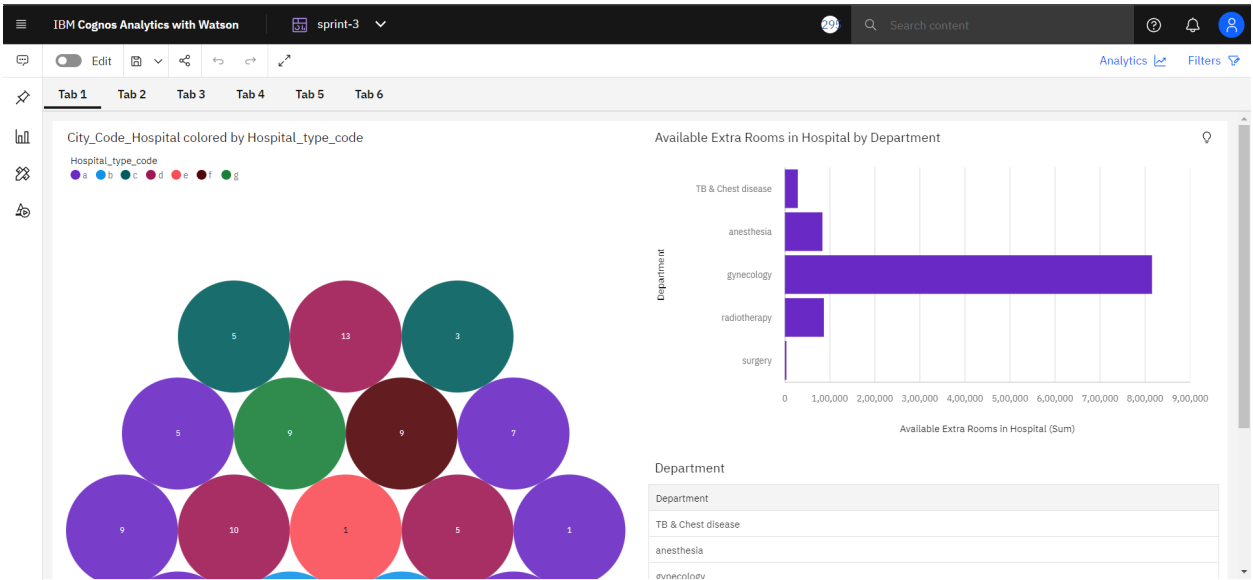 IBM Cognos Analytics with Watson
sprint-3
295
Search content
Edit
Analytics
Filters
Tab 1
Tab 2
Tab 3
Tab 4
Tab 5
Tab 6
City_Code_Hospital colored by Hospital_type_code
Hospital_type_code
a b c d e f g
5 13 3
5 9 9 7
9 10 1 5 1
Available Extra Rooms in Hospital by Department
Department
TB & Chest disease
anesthesia
gynecology
radiotherapy
surgery
0 1,00,000 2,00,000 3,00,000 4,00,000 5,00,000 6,00,000 7,00,000 8,00,000 9,00,000
Available Extra Rooms in Hospital (Sum)
Department
Department
TB & Chest disease
anesthesia
gynecology